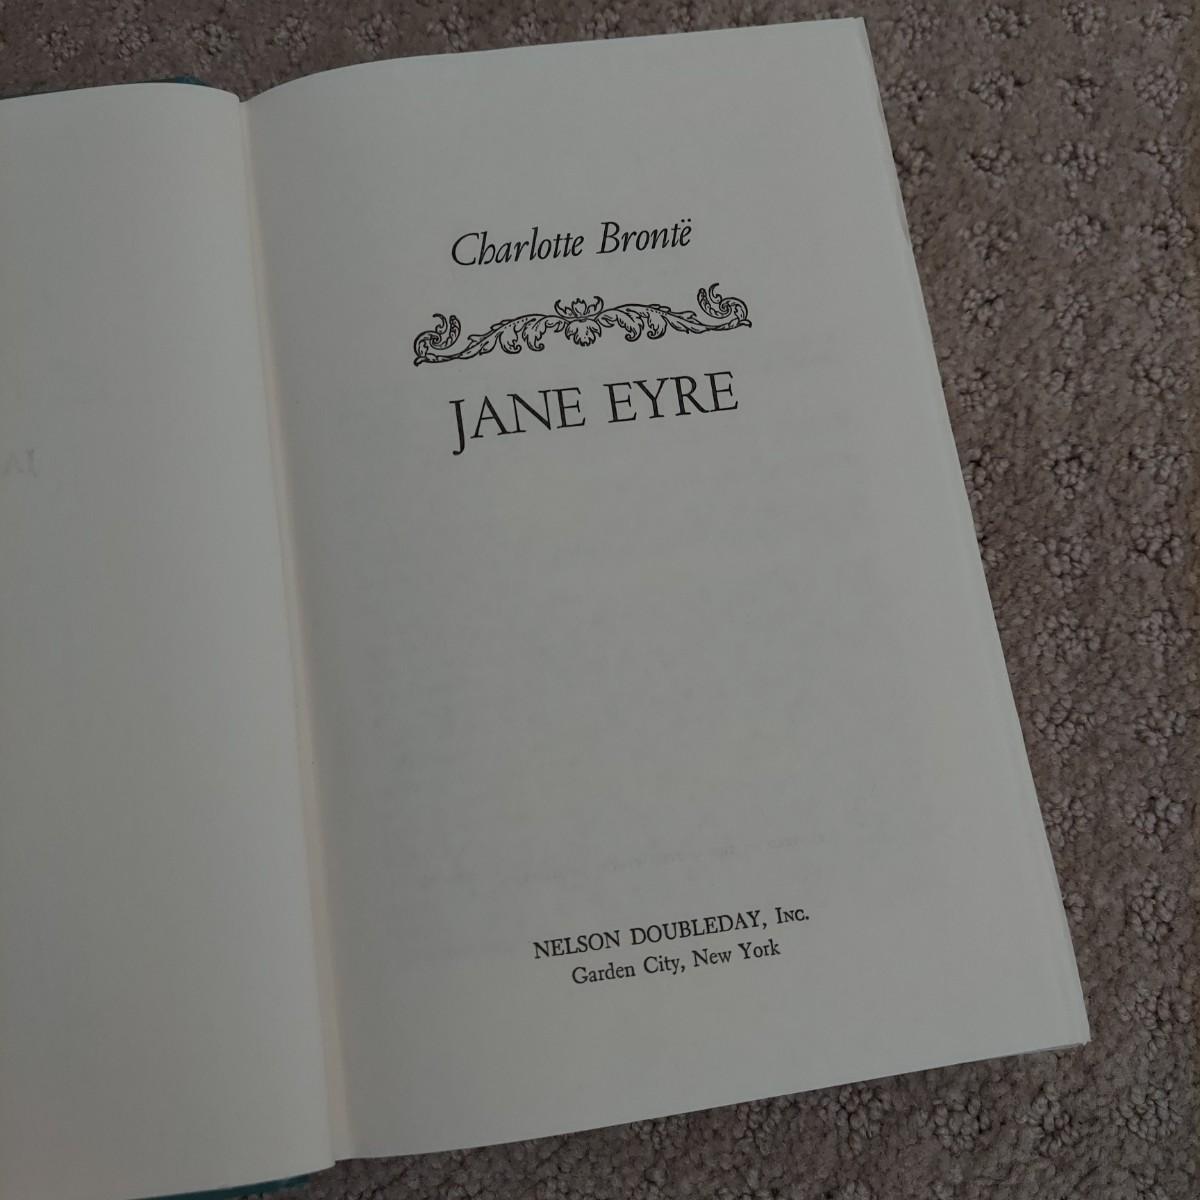 Charlotte Brontë
JANE EYRE
NELSON DOUBLEDAY, INC.
Garden City, New York